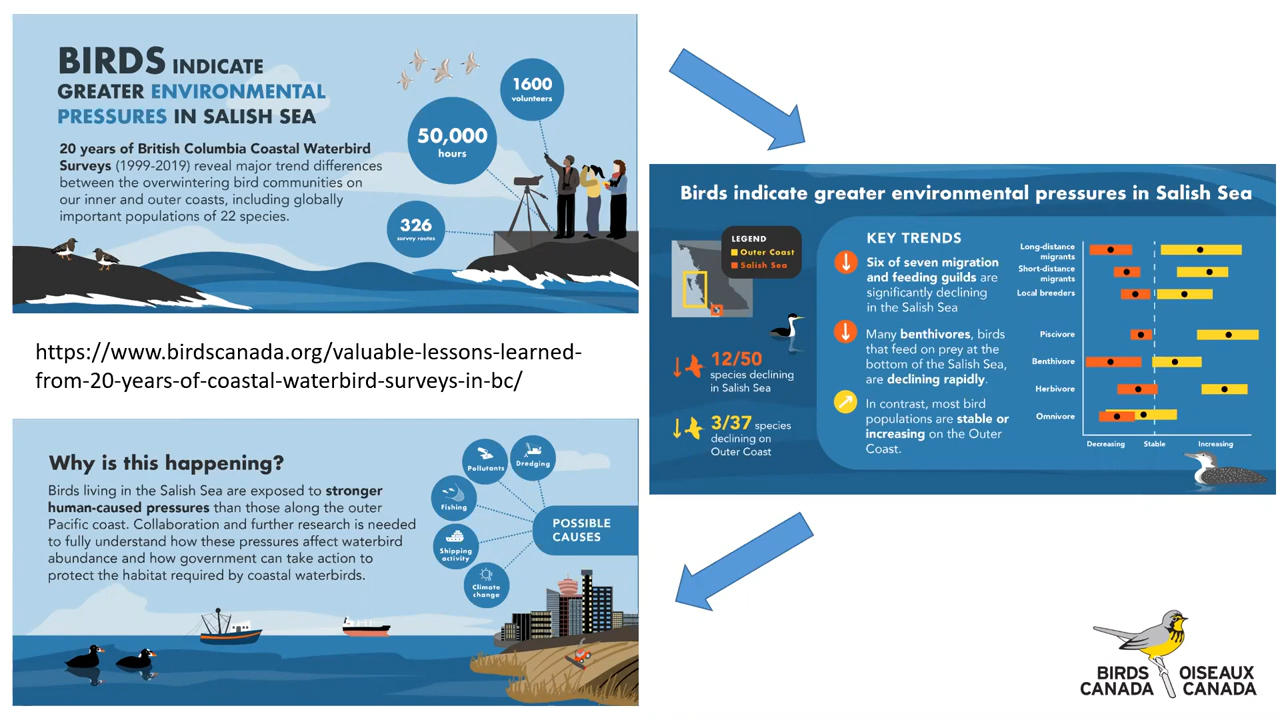 BIRDS INDICATE
GREATER ENVIRONMENTAL
PRESSURES IN SALISH SEA
20 years of British Columbia Coastal Waterbird
Surveys (1999-2019) reveal major trend differences
between the overwintering bird communities on
our inner and outer coasts, including globally
important populations of 22 species.
1600
volunteers
50,000
hours
326
survey routes
https://www.birdscanada.org/valuable-lessons-learned-
from-20-years-of-coastal-waterbird-surveys-in-bc/
Birds indicate greater environmental pressures in Salish Sea
LEGEND
Outer Coast
Salish Sea
12/50
species declining
in Salish Sea
3/37 species
declining on
Outer Coast
KEY TRENDS
Six of seven migration
and feeding guilds are
significantly declining
in the Salish Sea
Many benthivores, birds
that feed on prey at the
bottom of the Salish Sea,
are declining rapidly.
In contrast, most bird
populations are stable or
increasing on the Outer
Coast.
Long-distance
migrants
Short-distance
migrants
Local breeders
Piscivore
Benthivore
Herbivore
Omnivore
Decreasing Stable Increasing
Why is this happening?
Birds living in the Salish Sea are exposed to stronger
human-caused pressures than those along the outer
Pacific coast. Collaboration and further research is needed
to fully understand how these pressures affect waterbird
abundance and how government can take action to
protect the habitat required by coastal waterbirds.
Pollutants
Dredging
Fishing
Shipping
activity
Climate
change
POSSIBLE
CAUSES
BIRDS OISEAUX
CANADA CANADA